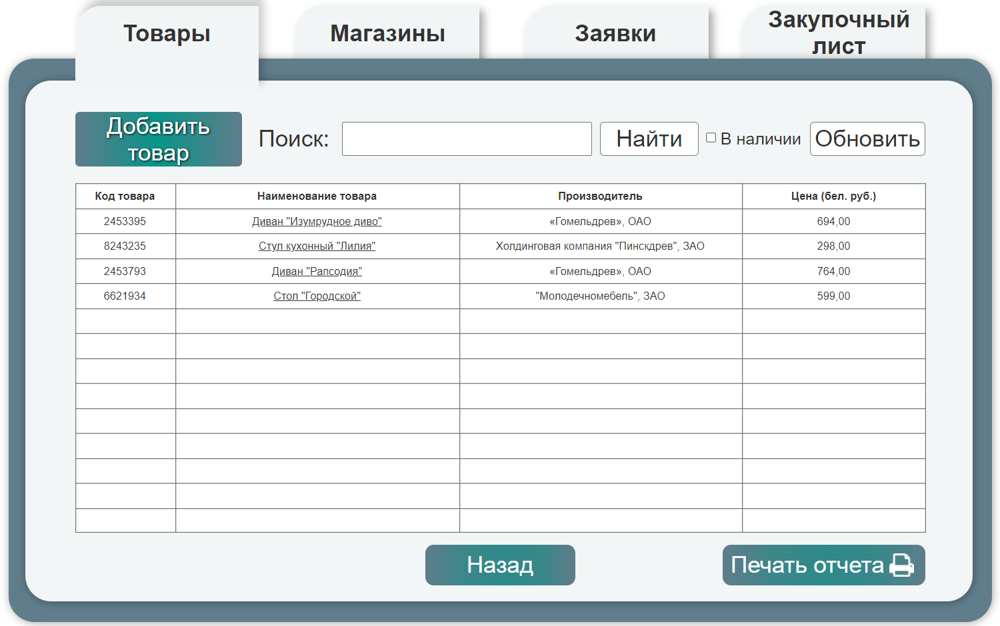 Товары
Магазины
Заявки
Закупочный
лист
Добавить
товар
Поиск:
Найти
В наличии
Обновить
Код товара Наименование товара Производитель Цена (бел. руб.)
2453395 Диван "Изумрудное диво" «Гомельдрев», ОАО 694,00
8243235 Стул кухонный "Лилия" Холдинговая компания "Пинскдрев", ЗАО 298,00
2453793 Диван "Рапсодия" «Гомельдрев», ОАО 764,00
6621934 Стол "Городской" "Молодечномебель", ЗАО 599,00
Назад
Печать отчета